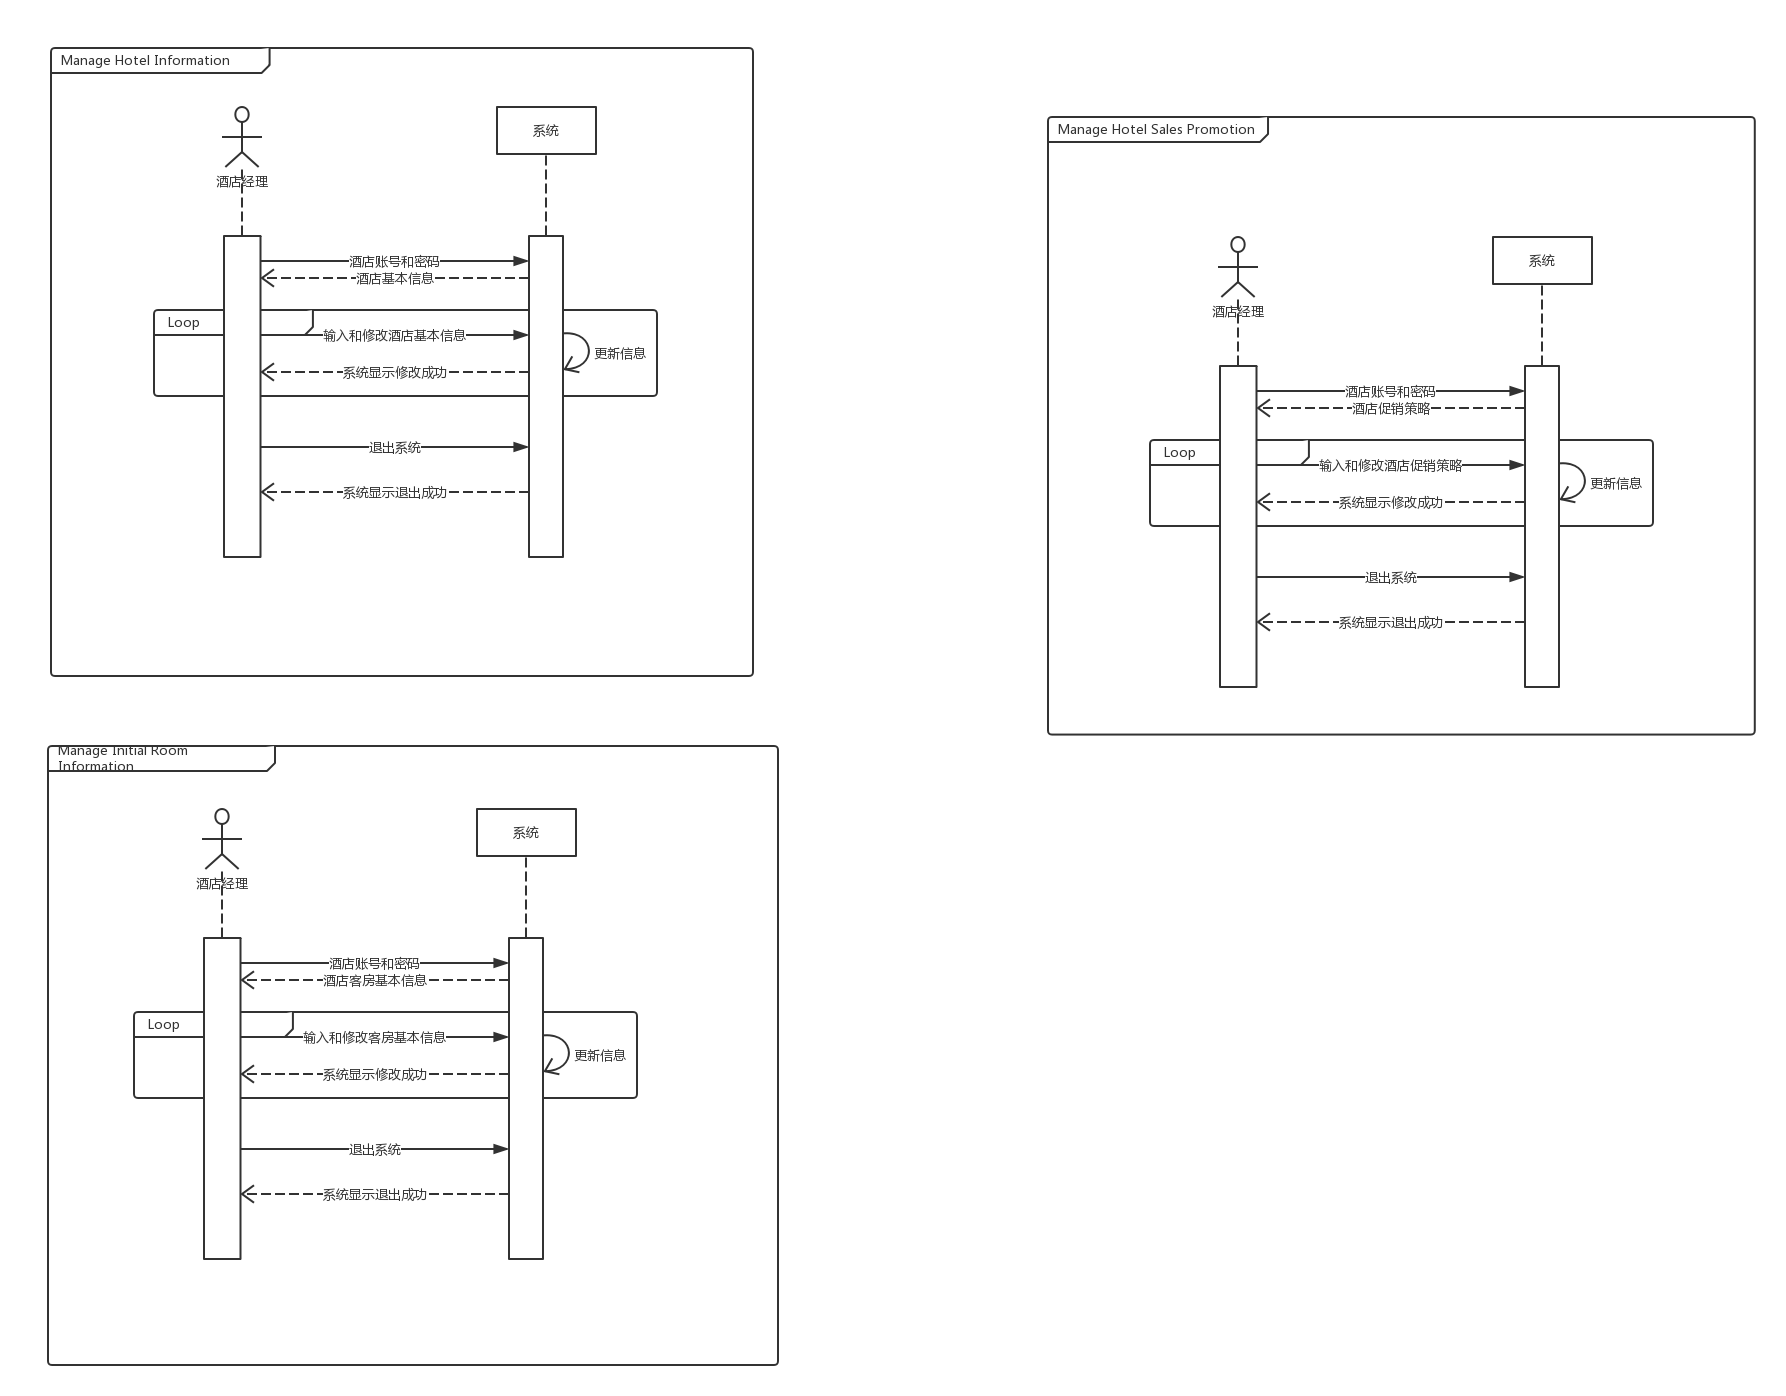 Manage Hotel Information
酒店经理
系统
酒店账号和密码
酒店基本信息
Loop
输入和修改酒店基本信息
更新信息
系统显示修改成功
退出系统
系统显示退出成功
Manage Hotel Sales Promotion
酒店经理
系统
酒店账号和密码
酒店促销策略
Loop
输入和修改酒店促销策略
更新信息
系统显示修改成功
退出系统
系统显示退出成功
Manage Initial Room
Information
酒店经理
系统
酒店账号和密码
酒店客房基本信息
Loop
输入和修改客房基本信息
更新信息
系统显示修改成功
退出系统
系统显示退出成功